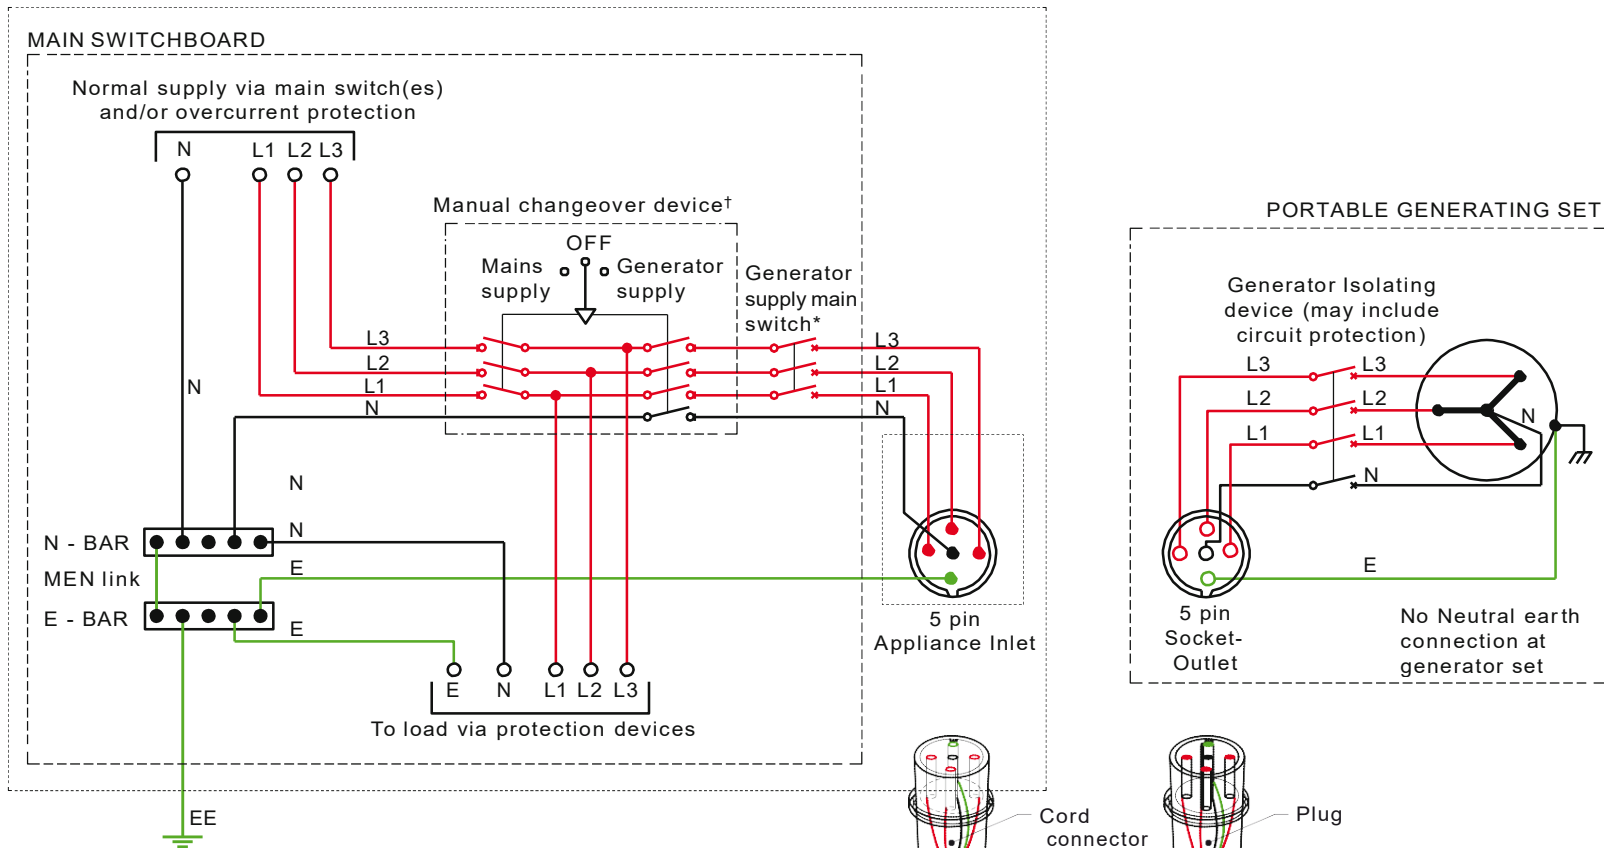 MAIN SWITCHBOARD
Normal supply via main switch(es)
and/or overcurrent protection
N L1 L2 L3
Manual changeover device†
OFF
Mains
supply
Generator
supply
Generator
supply main
switch*
L3
L2
L1
N
L3
L2
L1
N
N
N
N
N - BAR
MEN link
E - BAR
E
E
E N L1 L2 L3
To load via protection devices
EE
5 pin
Appliance Inlet
PORTABLE GENERATING SET
Generator Isolating
device (may include
circuit protection)
L3 L3
L2 L2
L1 L1
N
N
E
5 pin
Socket-
Outlet
No Neutral earth
connection at
generator set
Cord
connector
Plug